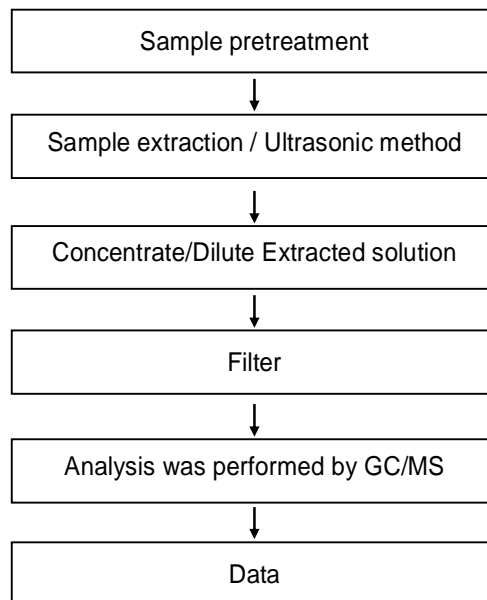 Sample pretreatment
Sample extraction / Ultrasonic method
Concentrate/Dilute Extracted solution
Filter
Analysis was performed by GC/MS
Data